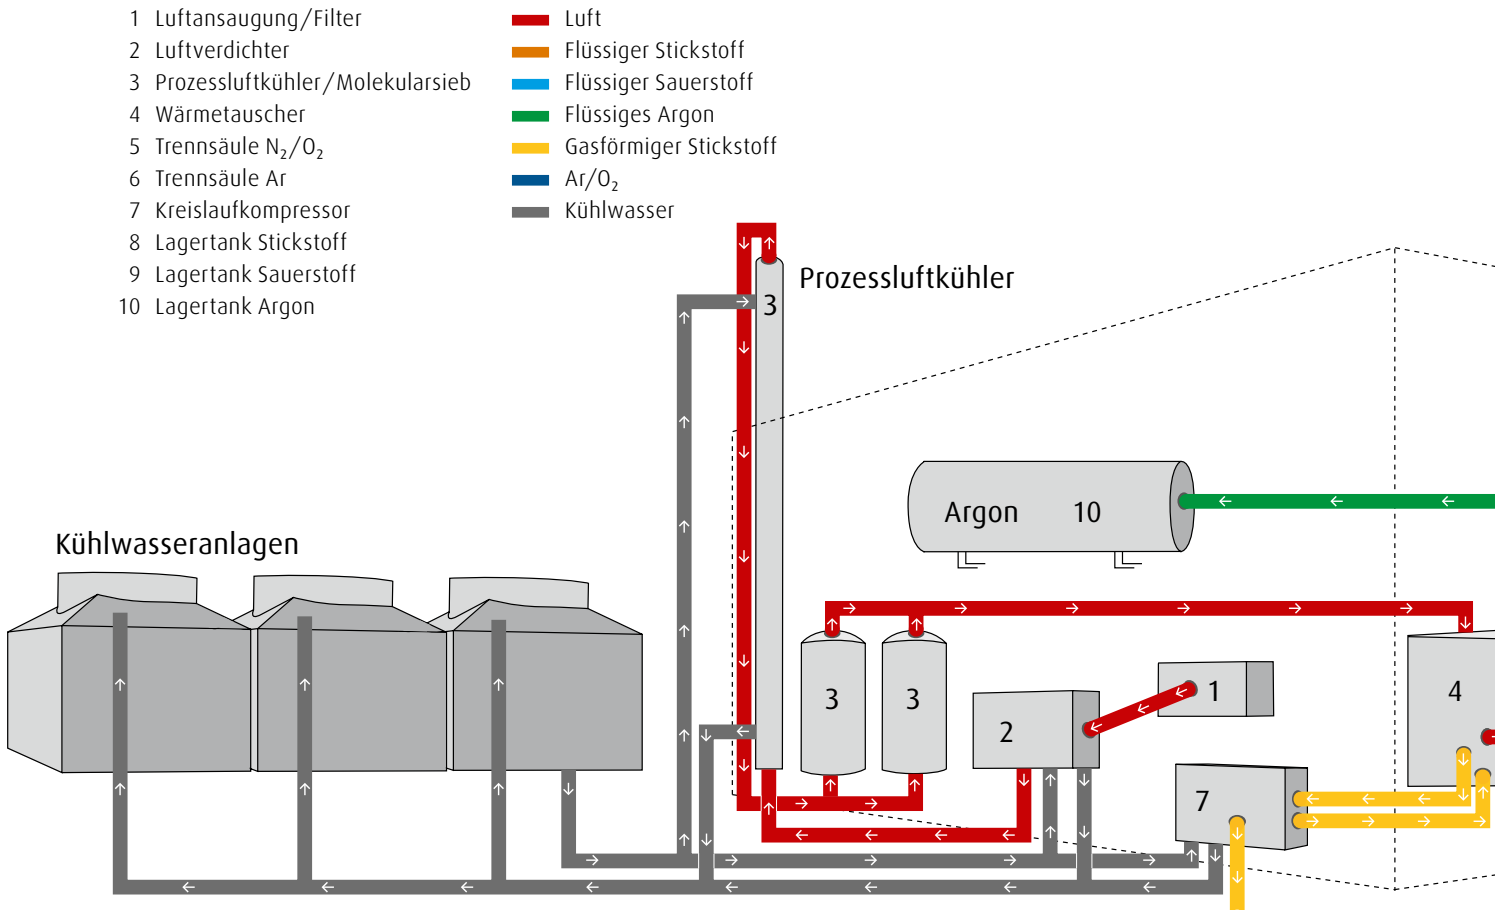 1 Luftansaugung/Filter
2 Luftverdichter
3 Prozessluftkühler/Molekularsieb
4 Wärmetauscher
5 Trennsäule N₂/O₂
6 Trennsäule Ar
7 Kreislaufkompressor
8 Lagertank Stickstoff
9 Lagertank Sauerstoff
10 Lagertank Argon
Luft
Flüssiger Stickstoff
Flüssiger Sauerstoff
Flüssiges Argon
Gasförmiger Stickstoff
Ar/O₂
Kühlwasser
Prozessluftkühler
3
Argon 10
Kühlwasseranlagen
3
3
2
1
4
7